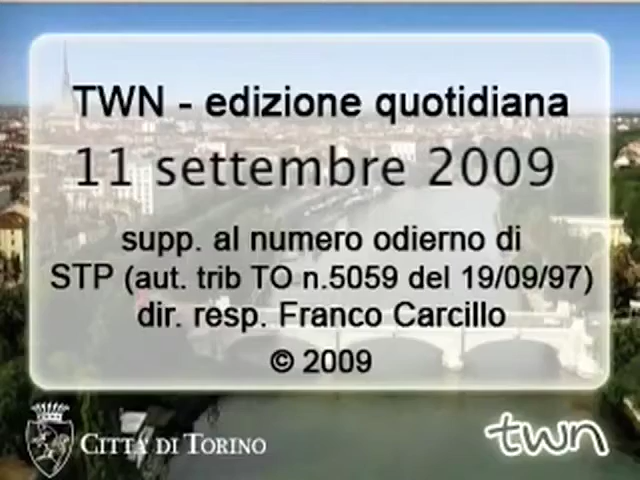 TWN - edizione quotidiana
11 settembre 2009
supp. al numero odierno di
STP (aut. trib TO n.5059 del 19/09/97)
dir. resp. Franco Carcillo
© 2009
CITTA' DI TORINO
twn